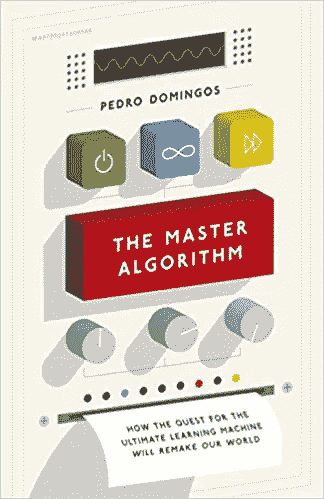 PEDRO DOMINGOS
THE MASTER
ALGORITHM
HOW THE QUEST FOR THE
ULTIMATE LEARNING MACHINE
WILL REMAKE OUR WORLD